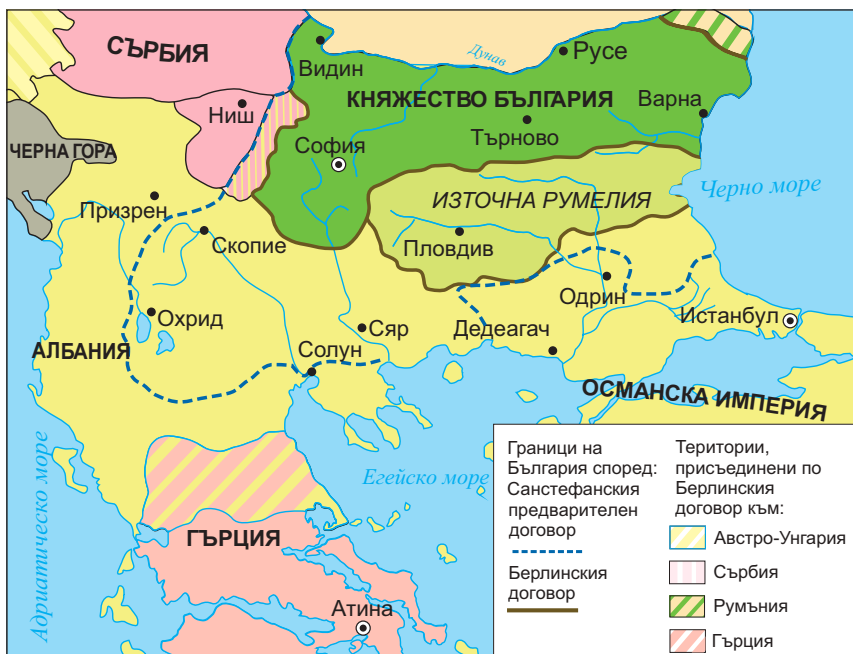 СЪРБИЯ
Видин
Дунав
Русе
Ниш
КНЯЖЕСТВО БЪЛГАРИЯ
Варна
Търново
София
ЧЕРНА ГОРА
Призрен
ИЗТОЧНА РУМЕЛИЯ
Черно море
Скопие
Пловдив
Одрин
Охрид
Сяр
Дедеагач
Истанбул
АЛБАНИЯ
Солун
ОСМАНСКА ИМПЕРИЯ
Адриатическо море
Егейско море
ГЪРЦИЯ
Атина
Граници на
България според:
Санстефанския
предварителен
договор
Берлинския
договор
Територии,
присъединени по
Берлинския
договор към:
Австро-Унгария
Сърбия
Румъния
Гърция